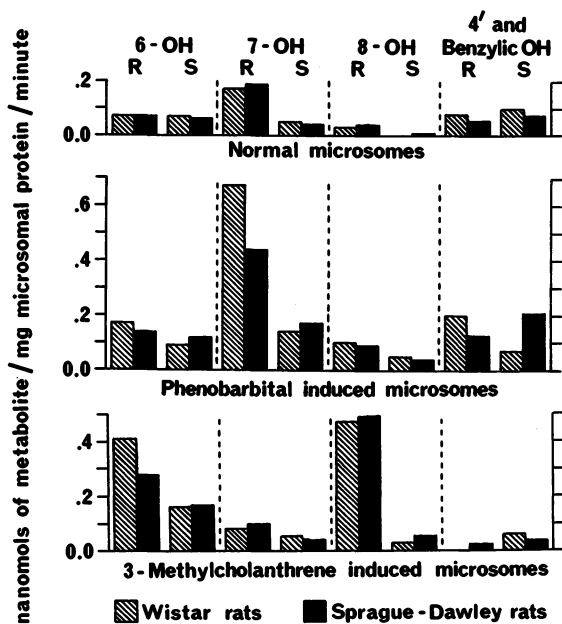 nanomols of metabolite / mg microsomal protein / minute
6-OH 7-OH 8-OH 4′ and Benzylic OH
R S R S R S R S
.2
0.0
Normal microsomes
.6
.4
.2
0.0
Phenobarbital induced microsomes
.4
.2
0.0
3-Methylcholanthrene induced microsomes
Wistar rats Sprague-Dawley rats